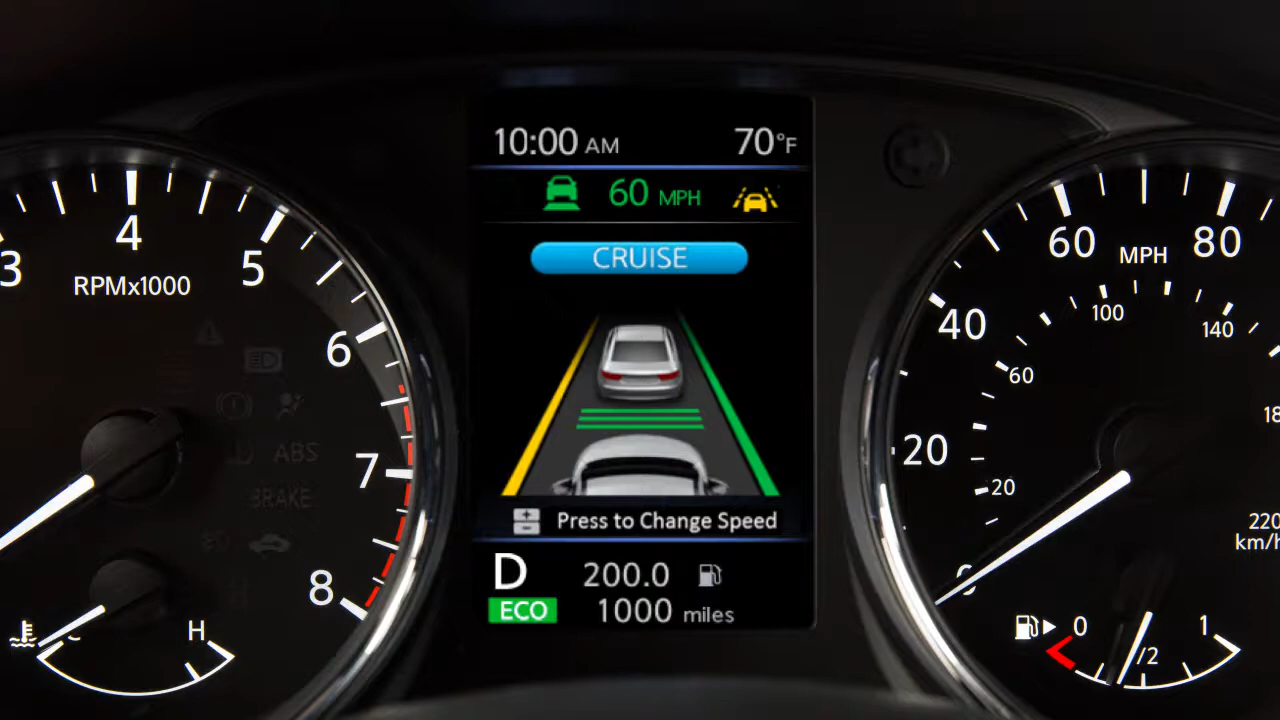 10:00 AM 70°F
60 MPH
CRUISE
Press to Change Speed
D 200.0
ECO 1000 miles
3 4 5 6 7 8
RPMx1000
ABS
BRAKE
C H
0 20 40 60 80
MPH
20 60 100 140
220
km/h
0 1/2 1